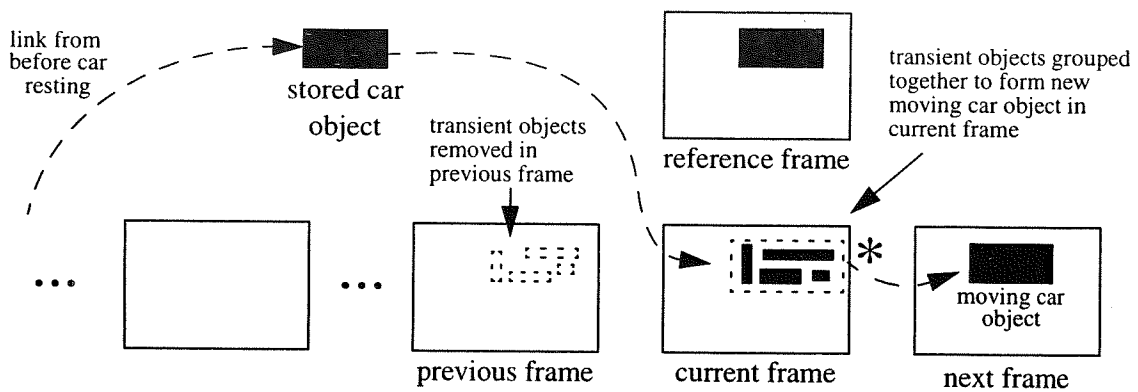 link from
before car
resting
stored car
object
transient objects
removed in
previous frame
reference frame
transient objects grouped
together to form new
moving car object in
current frame
*
• • •
• • •
moving car
object
previous frame
current frame
next frame